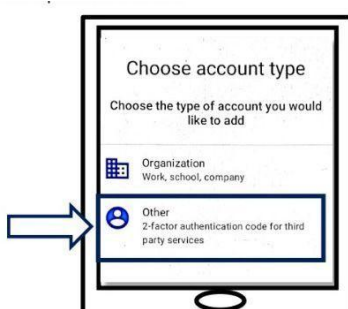 Choose account type
Choose the type of account you would
like to add
Organization
Work, school, company
Other
2-factor authentication code for third
party services